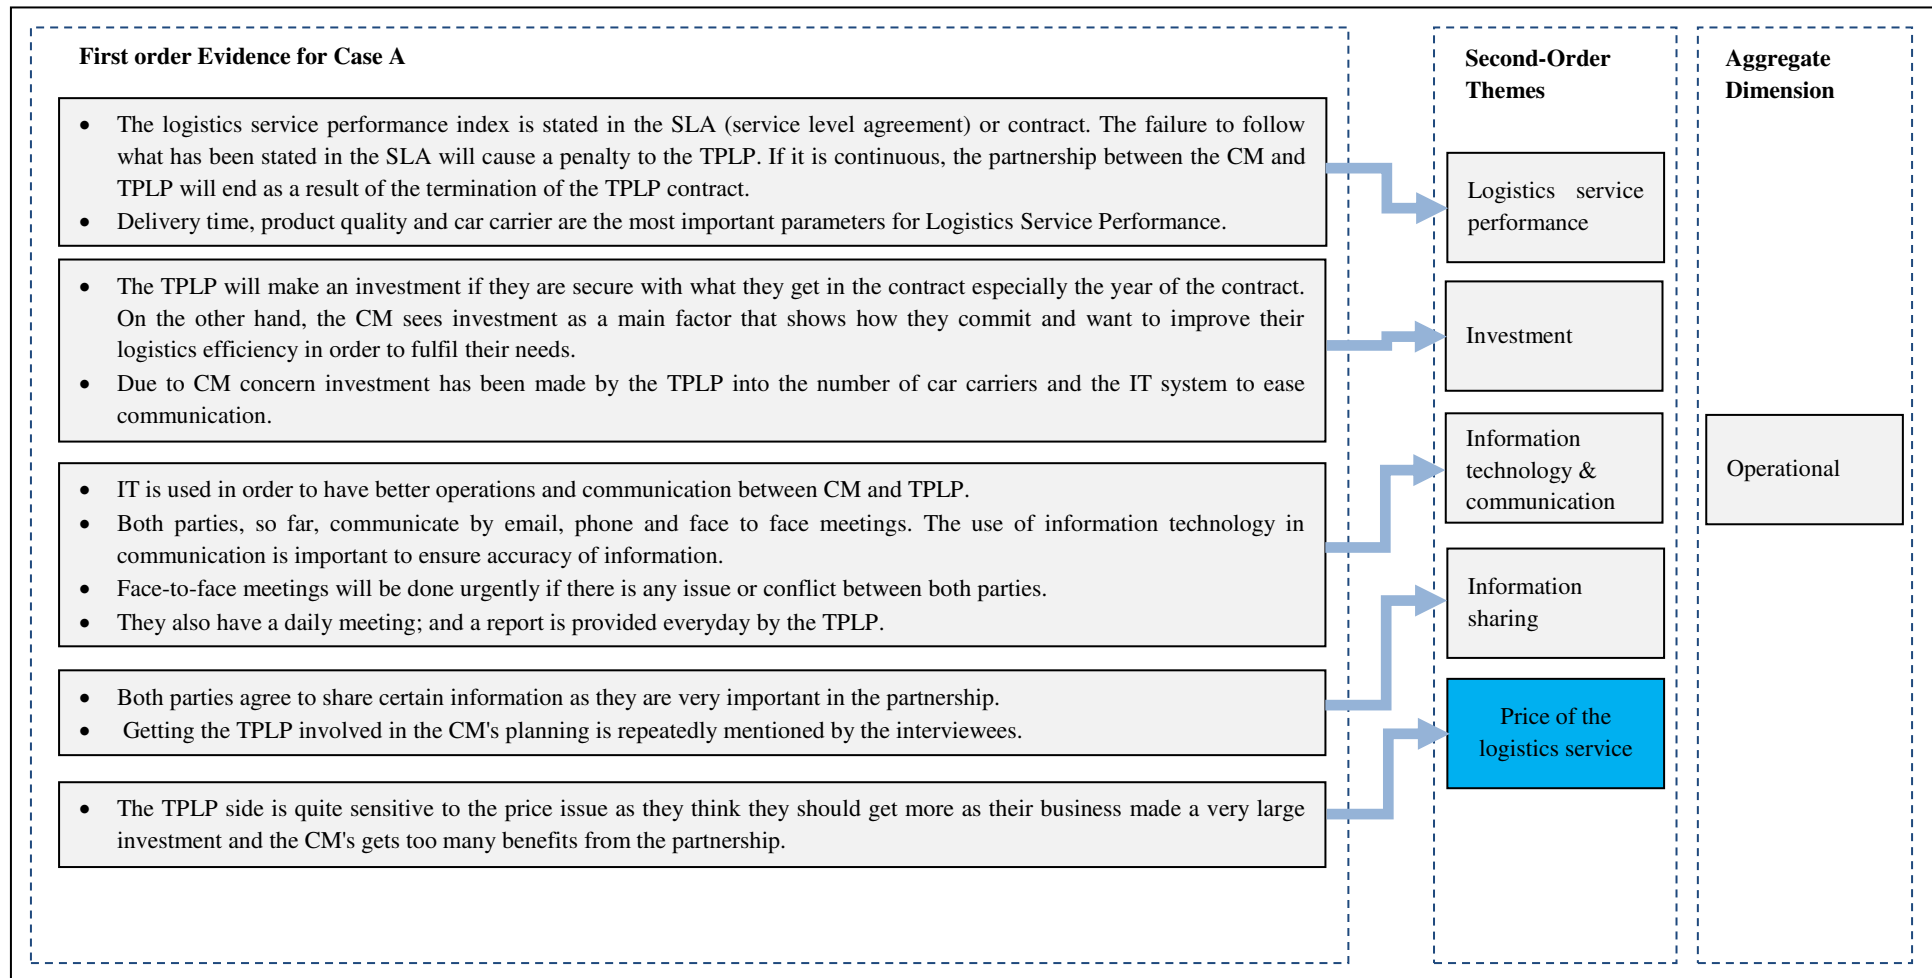 First order Evidence for Case A
• The logistics service performance index is stated in the SLA (service level agreement) or contract. The failure to follow
what has been stated in the SLA will cause a penalty to the TPLP. If it is continuous, the partnership between the CM and
TPLP will end as a result of the termination of the TPLP contract.
• Delivery time, product quality and car carrier are the most important parameters for Logistics Service Performance.
• The TPLP will make an investment if they are secure with what they get in the contract especially the year of the contract.
On the other hand, the CM sees investment as a main factor that shows how they commit and want to improve their
logistics efficiency in order to fulfil their needs.
• Due to CM concern investment has been made by the TPLP into the number of car carriers and the IT system to ease
communication.
• IT is used in order to have better operations and communication between CM and TPLP.
• Both parties, so far, communicate by email, phone and face to face meetings. The use of information technology in
communication is important to ensure accuracy of information.
• Face-to-face meetings will be done urgently if there is any issue or conflict between both parties.
• They also have a daily meeting; and a report is provided everyday by the TPLP.
• Both parties agree to share certain information as they are very important in the partnership.
• Getting the TPLP involved in the CM's planning is repeatedly mentioned by the interviewees.
• The TPLP side is quite sensitive to the price issue as they think they should get more as their business made a very large
investment and the CM's gets too many benefits from the partnership.
Second-Order
Themes
Logistics service
performance
Investment
Information
technology &
communication
Information
sharing
Price of the
logistics service
Aggregate
Dimension
Operational